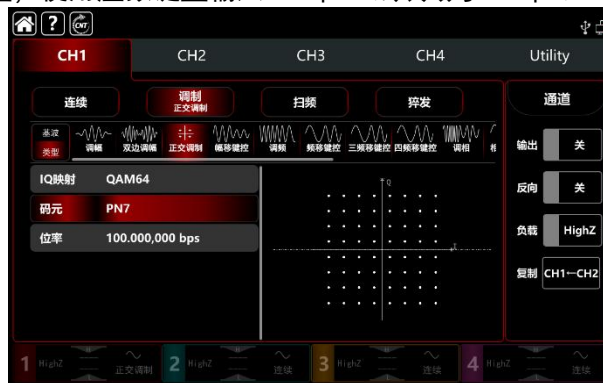 ?
CNT
CH1 CH2 CH3 CH4 Utility
连续 调制 扫频 猝发 通道
正交调制
基波
类型
调幅 双边调幅 正交调制 幅移键控 调频 频移键控 三频移键控 四频移键控 调相
输出 关
IQ映射 QAM64
反向 关
码元 PN7
负载 HighZ
位率 100.000,000 bps
复制 CH1←CH2
Q
I
1 HighZ 正交调制 2 HighZ 连续 3 HighZ 连续 4 HighZ 连续